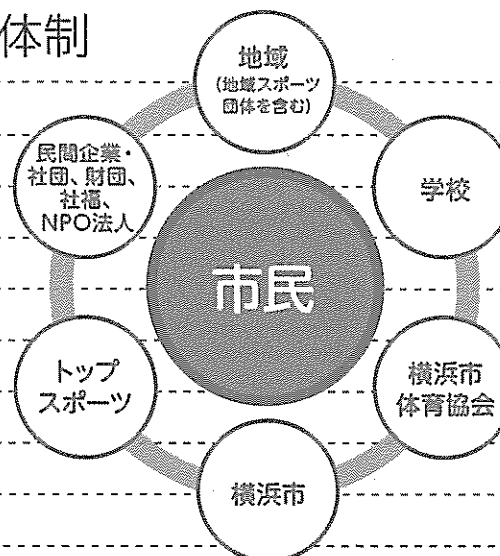 体制
地域
(地域スポーツ
団体を含む)
民間企業・
社団、財団、
社福、
NPO法人
学校
市民
トップ
スポーツ
横浜市
体育協会
横浜市